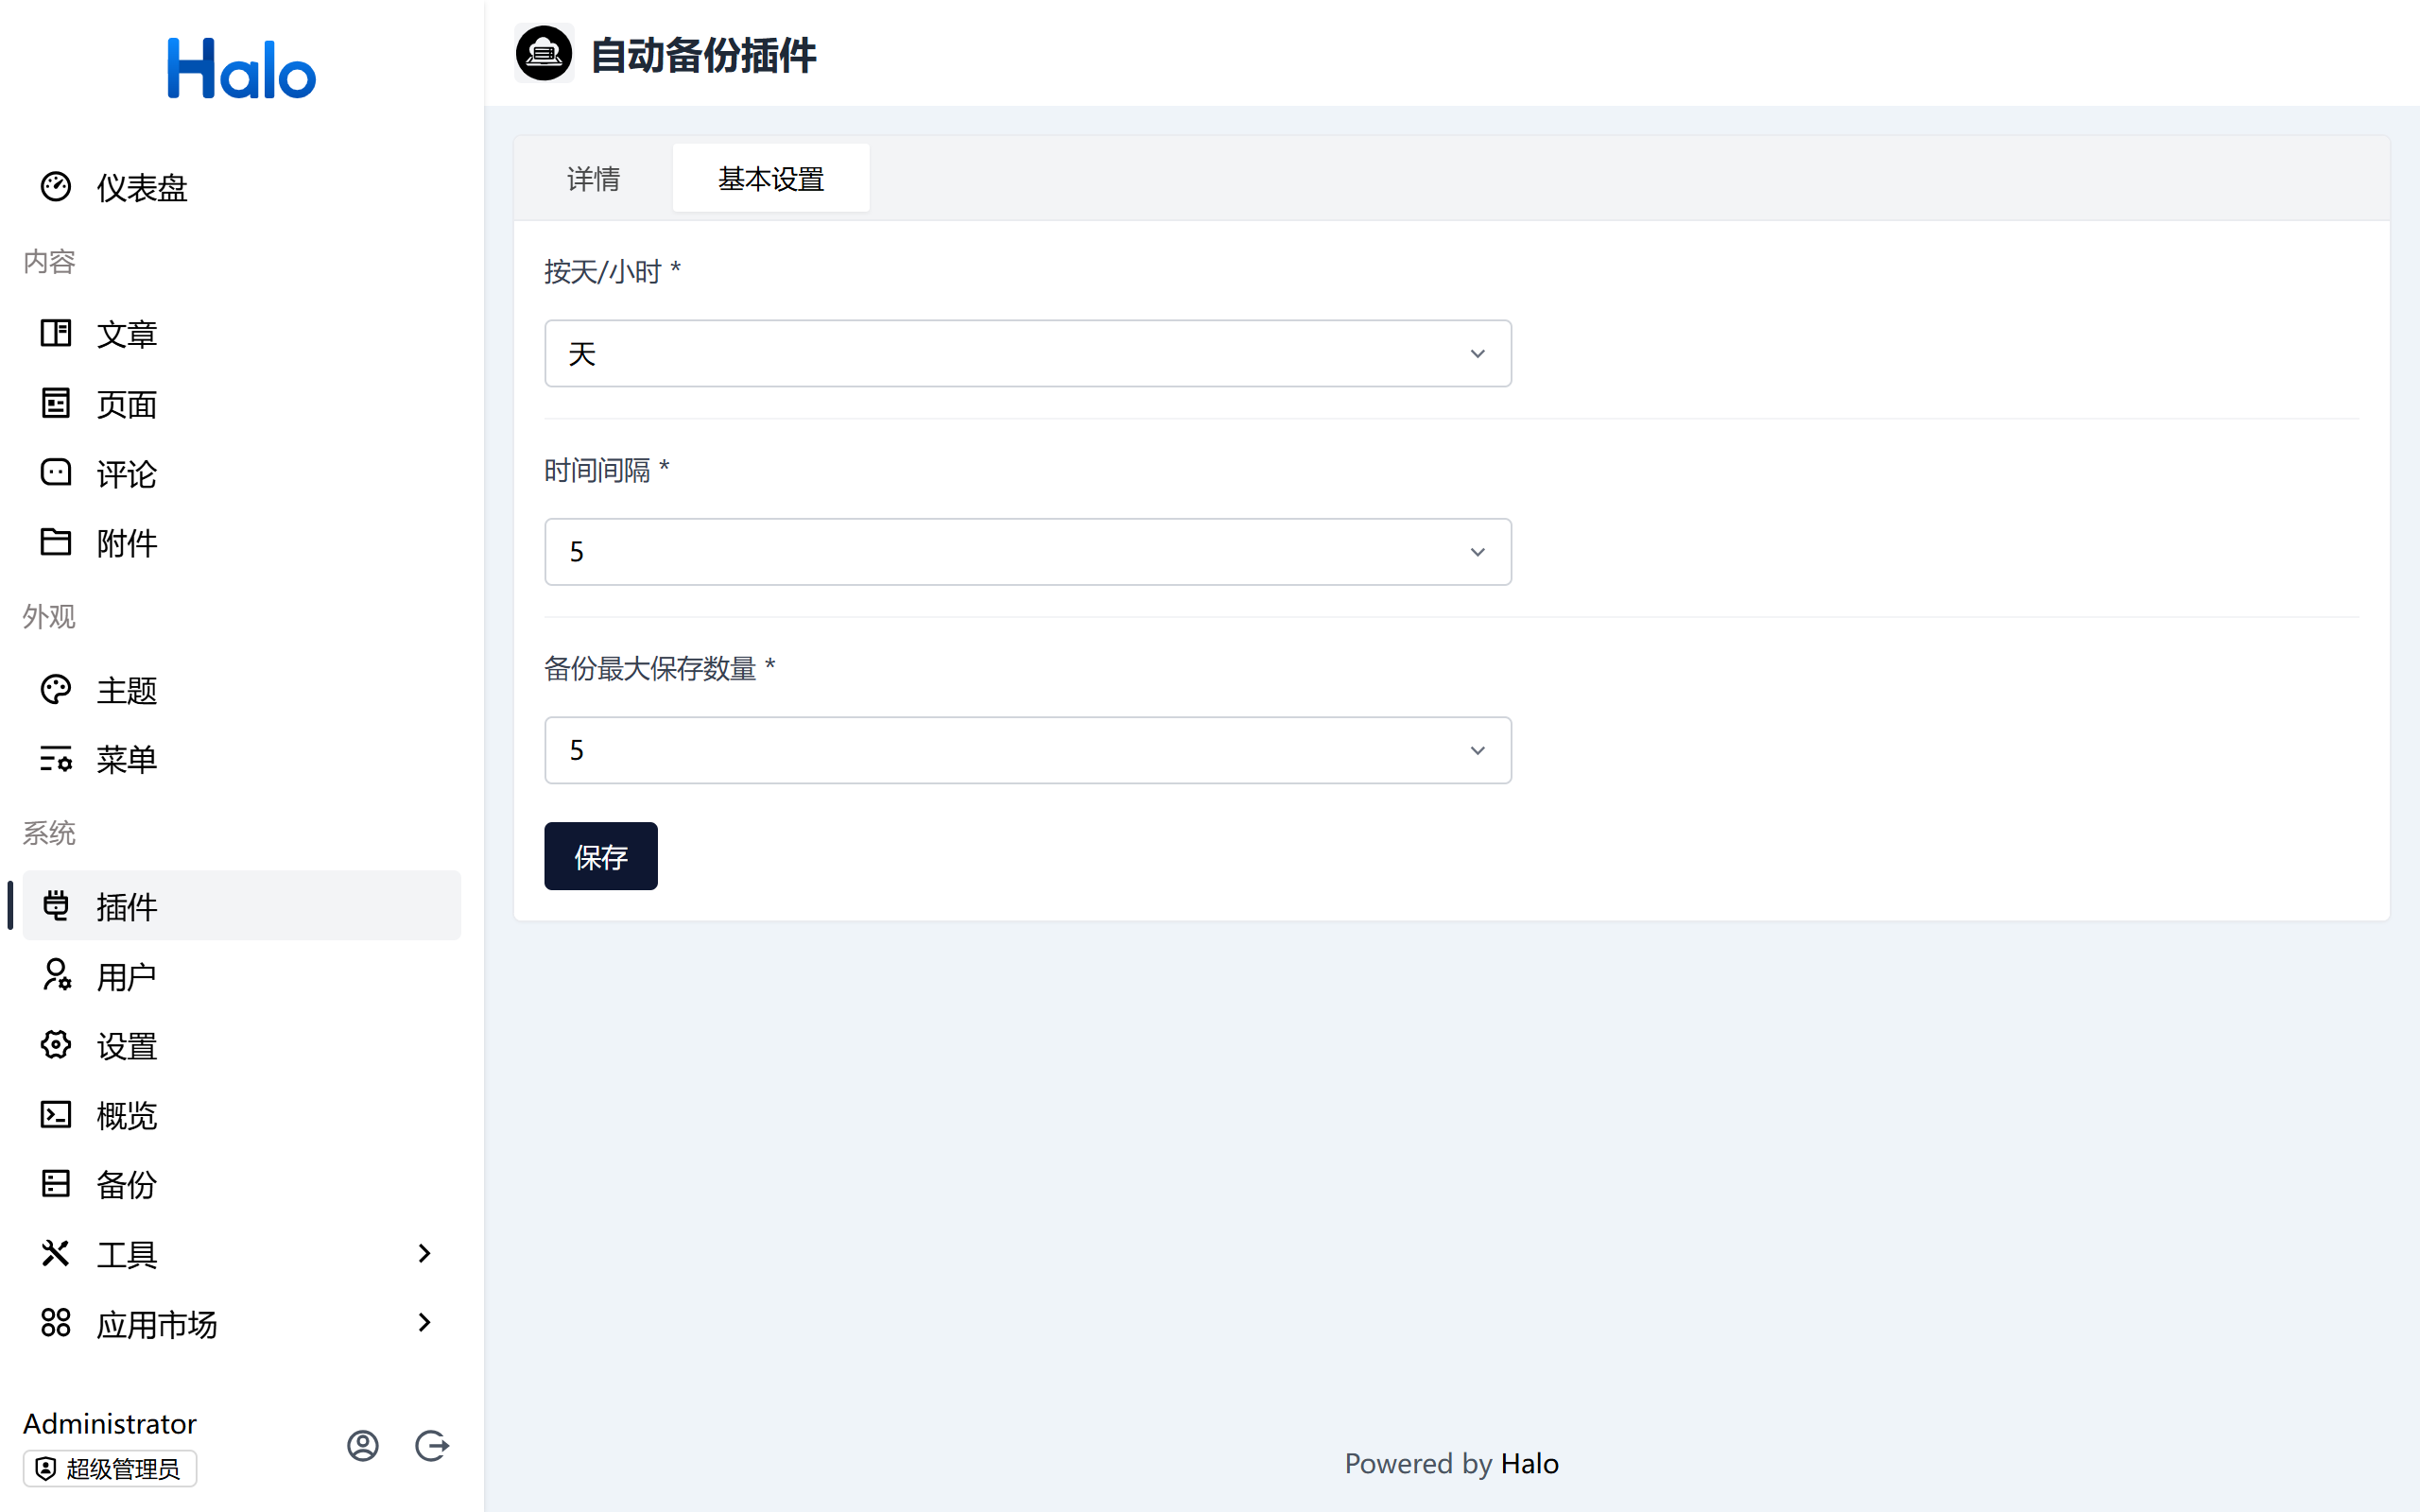 Halo
仪表盘
内容
文章
页面
评论
附件
外观
主题
菜单
系统
插件
用户
设置
概览
备份
工具
应用市场
Administrator
超级管理员
自动备份插件
详情
基本设置
按天/小时 *
天
时间间隔 *
5
备份最大保存数量 *
5
保存
Powered by Halo